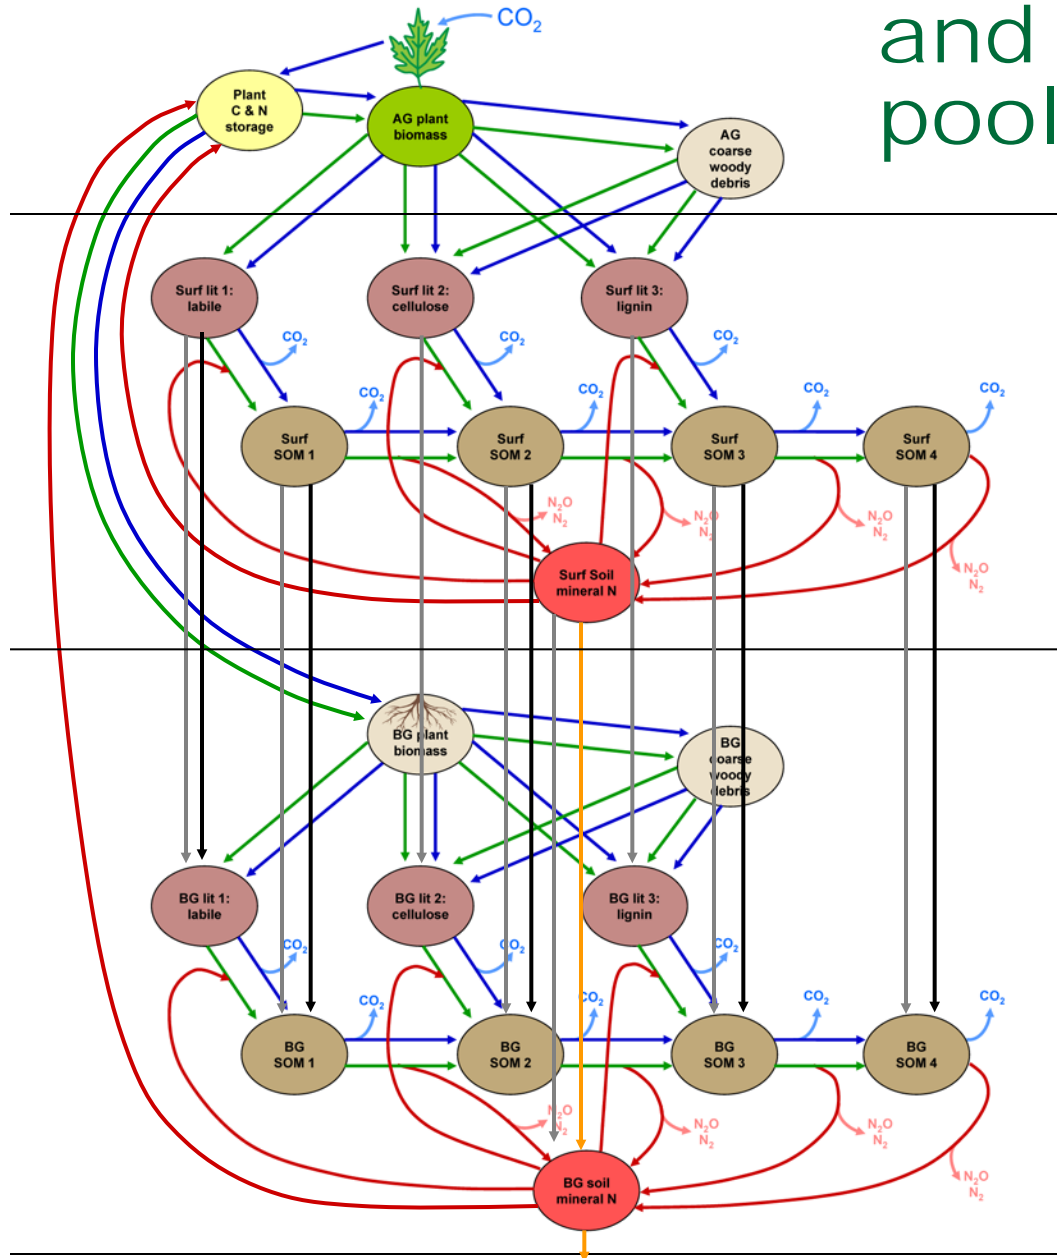 and
pool
CO₂
Plant
C & N
storage
AG plant
biomass
AG
coarse
woody
debris
Surf lit 1:
labile
Surf lit 2:
cellulose
Surf lit 3:
lignin
CO₂
CO₂
CO₂
CO₂
CO₂
CO₂
CO₂
Surf
SOM 1
Surf
SOM 2
Surf
SOM 3
Surf
SOM 4
N₂O
N₂
N₂O
N₂
N₂O
N₂
N₂O
N₂
Surf Soil
mineral N
BG plant
biomass
BG
coarse
woody
debris
BG lit 1:
labile
BG lit 2:
cellulose
BG lit 3:
lignin
CO₂
CO₂
CO₂
CO₂
CO₂
CO₂
CO₂
BG
SOM 1
BG
SOM 2
BG
SOM 3
BG
SOM 4
N₂O
N₂
N₂O
N₂
N₂O
N₂
N₂O
N₂
BG soil
mineral N